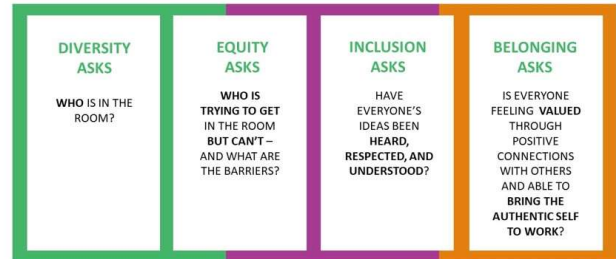 DIVERSITY
ASKS
WHO IS IN THE
ROOM?
EQUITY
ASKS
WHO IS
TRYING TO GET
IN THE ROOM
BUT CAN'T –
AND WHAT ARE
THE BARRIERS?
INCLUSION
ASKS
HAVE
EVERYONE'S
IDEAS BEEN
HEARD,
RESPECTED, AND
UNDERSTOOD?
BELONGING
ASKS
IS EVERYONE
FEELING VALUED
THROUGH
POSITIVE
CONNECTIONS
WITH OTHERS
AND ABLE TO
BRING THE
AUTHENTIC SELF
TO WORK?